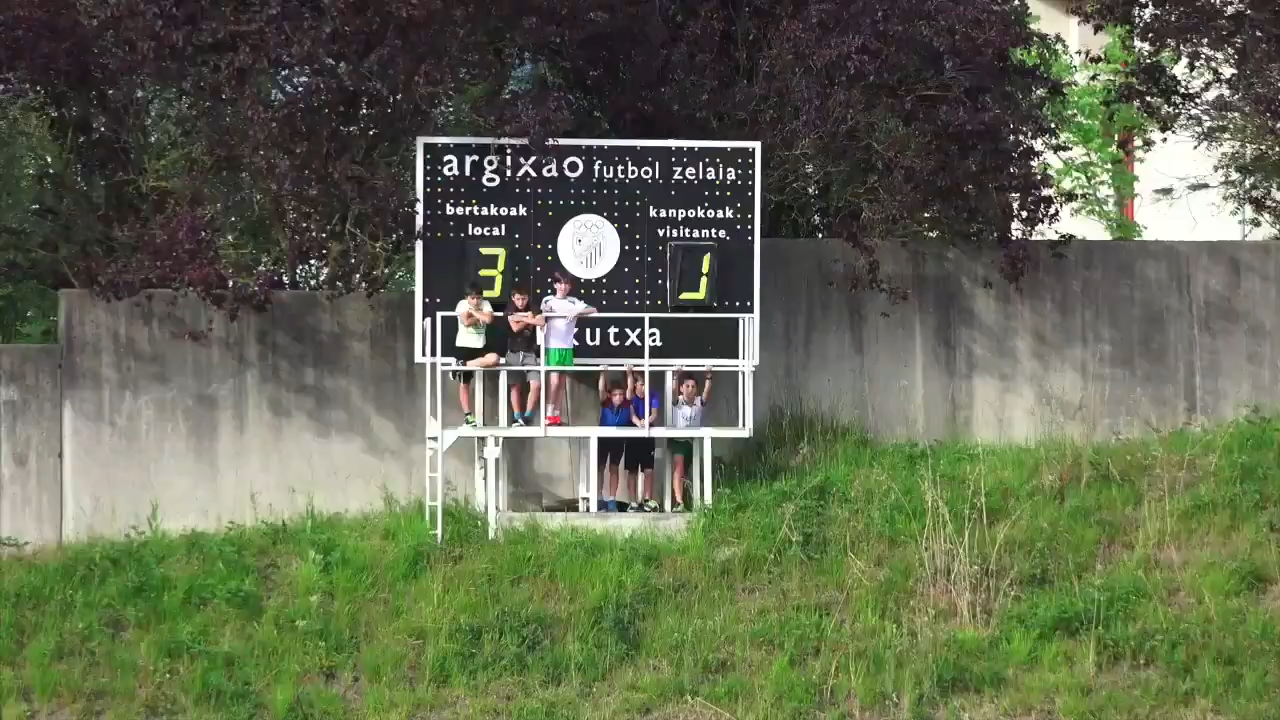 argixao futbol zelaia
bertakoak
local
kanpokoak
visitante
3
1
kutxa